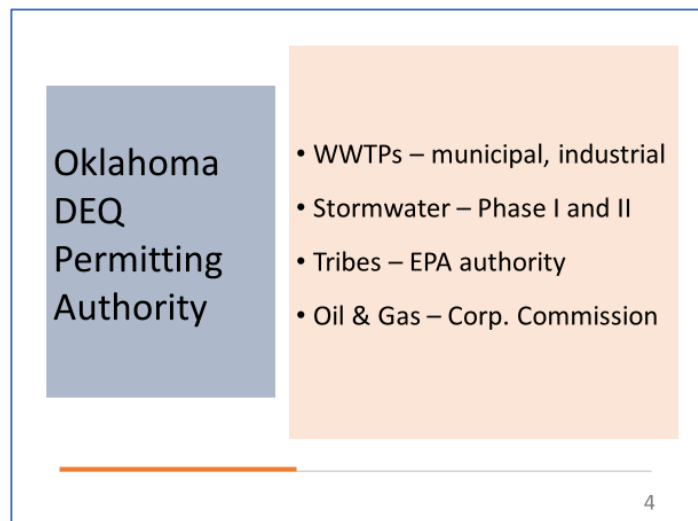 Oklahoma
DEQ
Permitting
Authority
• WWTPs – municipal, industrial
• Stormwater – Phase I and II
• Tribes – EPA authority
• Oil & Gas – Corp. Commission
4